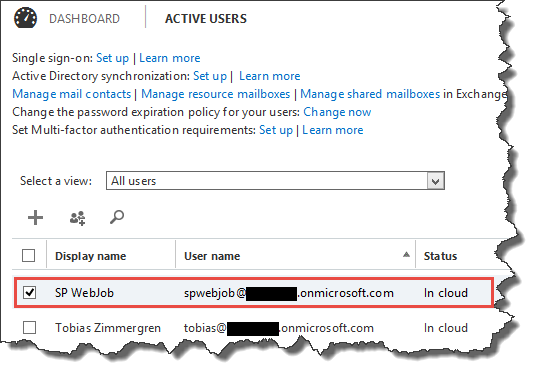 DASHBOARD | ACTIVE USERS
Single sign-on: Set up | Learn more
Active Directory synchronization: Set up | Learn more
Manage mail contacts | Manage resource mailboxes | Manage shared mailboxes in Exchange
Change the password expiration policy for your users: Change now
Set Multi-factor authentication requirements: Set up | Learn more
Select a view: All users
Display name User name Status
SP WebJob spwebjob@ .onmicrosoft.com In cloud
Tobias Zimmergren tobias@ .onmicrosoft.com In cloud